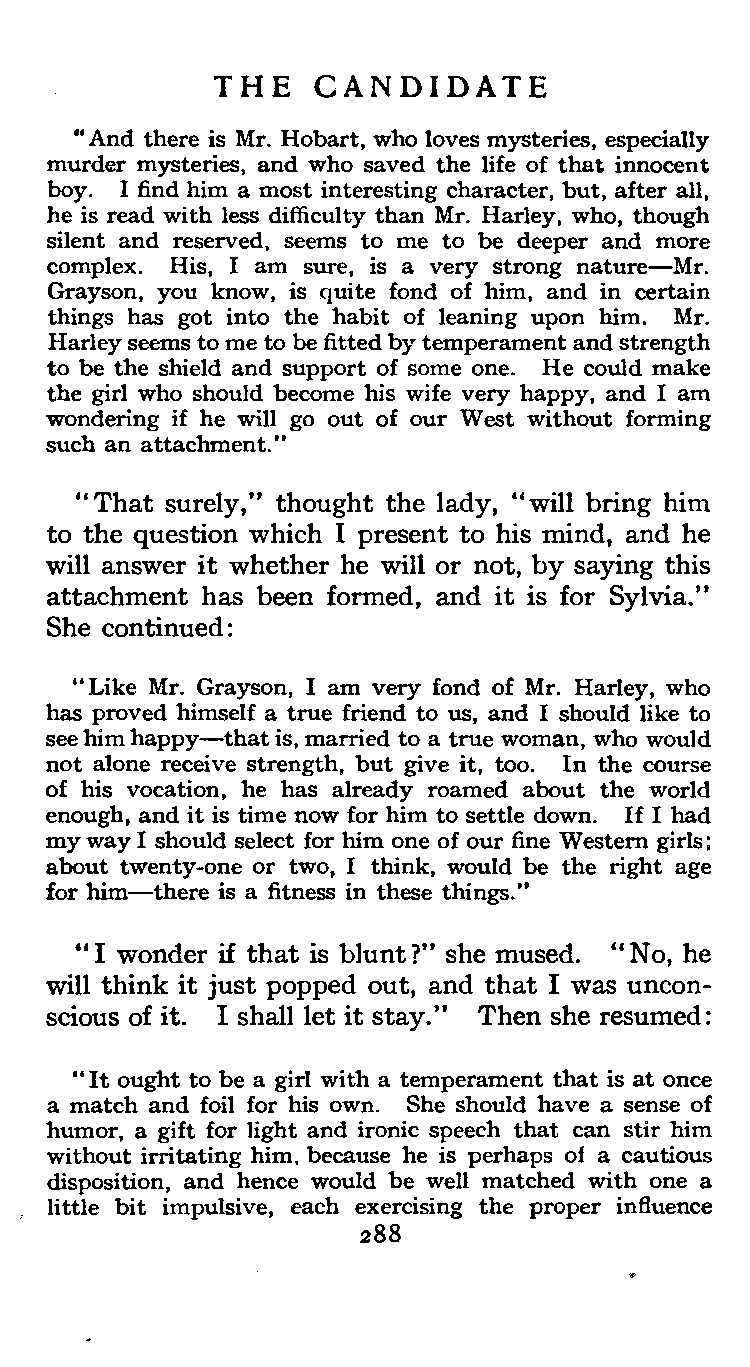 THE CANDIDATE
"And there is Mr. Hobart, who loves mysteries, especially
murder mysteries, and who saved the life of that innocent
boy. I find him a most interesting character, but, after all,
he is read with less difficulty than Mr. Harley, who, though
silent and reserved, seems to me to be deeper and more
complex. His, I am sure, is a very strong nature—Mr.
Grayson, you know, is quite fond of him, and in certain
things has got into the habit of leaning upon him. Mr.
Harley seems to me to be fitted by temperament and strength
to be the shield and support of some one. He could make
the girl who should become his wife very happy, and I am
wondering if he will go out of our West without forming
such an attachment."
"That surely," thought the lady, "will bring him
to the question which I present to his mind, and he
will answer it whether he will or not, by saying this
attachment has been formed, and it is for Sylvia."
She continued:
"Like Mr. Grayson, I am very fond of Mr. Harley, who
has proved himself a true friend to us, and I should like to
see him happy—that is, married to a true woman, who would
not alone receive strength, but give it, too. In the course
of his vocation, he has already roamed about the world
enough, and it is time now for him to settle down. If I had
my way I should select for him one of our fine Western girls;
about twenty-one or two, I think, would be the right age
for him—there is a fitness in these things."
"I wonder if that is blunt?" she mused. "No, he
will think it just popped out, and that I was uncon-
scious of it. I shall let it stay." Then she resumed:
"It ought to be a girl with a temperament that is at once
a match and foil for his own. She should have a sense of
humor, a gift for light and ironic speech that can stir him
without irritating him, because he is perhaps of a cautious
disposition, and hence would be well matched with one a
little bit impulsive, each exercising the proper influence
288